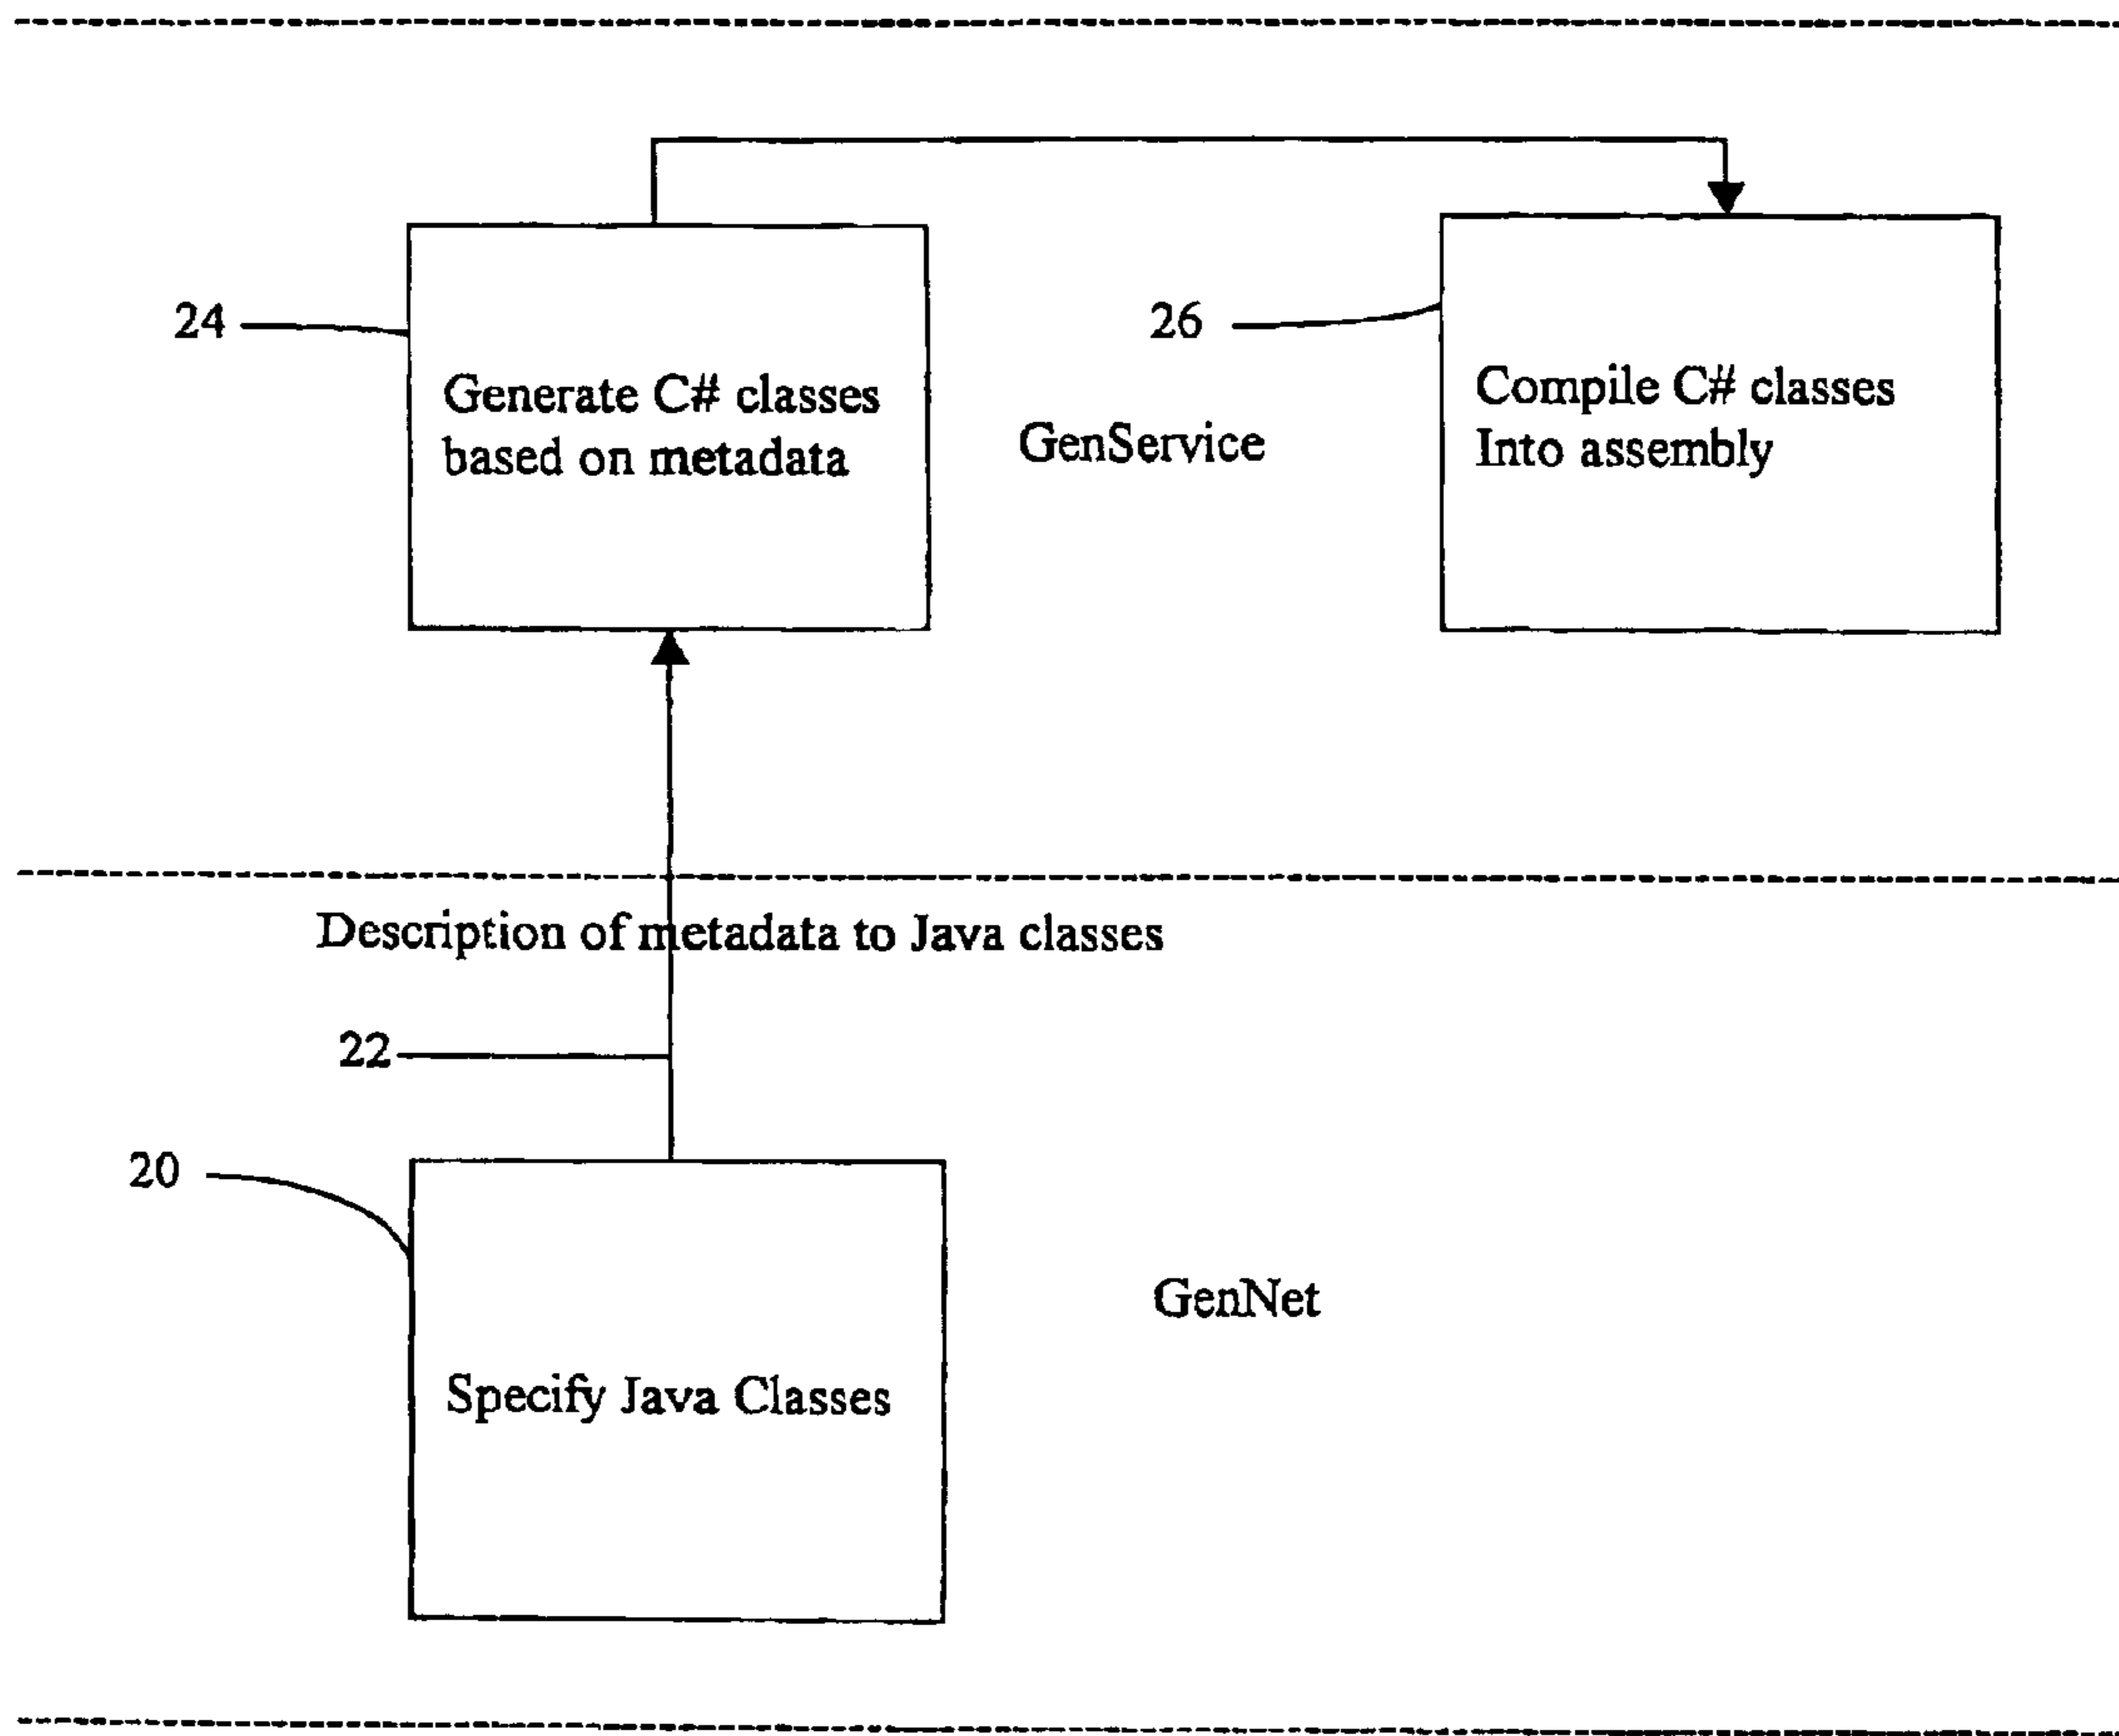 24
Generate C# classes
based on metadata
GenService
26
Compile C# classes
Into assembly
Description of metadata to Java classes
22
20
GenNet
Specify Java Classes